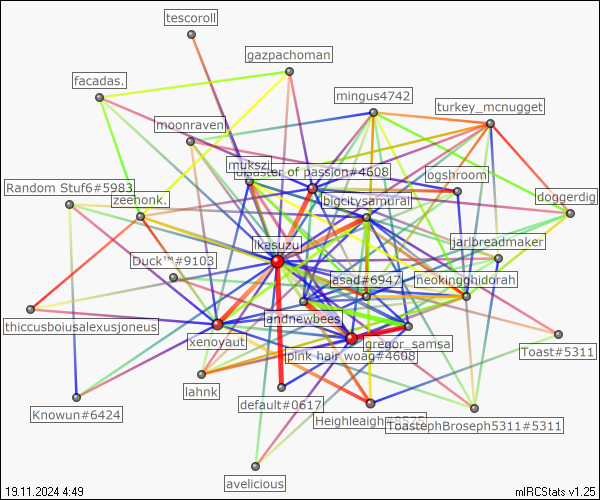 tescoroll
gazpachoman
facadas.
mingus4742
turkey_mcnugget
moonraven
mukszi
disaster of passion#4608
ogshroom
Random Stuf6#5983
zeehonk.
bigcitysamurai
doggerdig
ikasuzu
jarlbreadmaker
Duck™#9103
asad#6947
neokingghidorah
andnewbees
thiccusboiusalexusjoneus
xenoyaut
gregor_samsa
pink hair woag#4608
Toast#5311
lahnk
default#0617
Knowun#6424
Heighleaigh#8575
ToastephBroseph5311#5311
avelicious
19.11.2024 4:49
mIRCStats v1.25